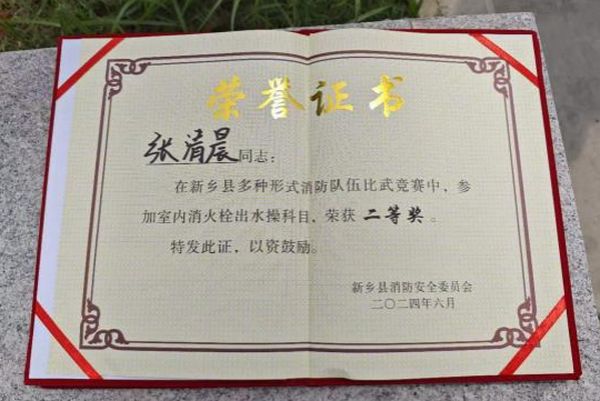 荣誉证书
张清晨同志：
在新乡县多种形式消防队伍比武竞赛中，参
加室内消火栓出水操科目，荣获 二等奖 。
特发此证，以资鼓励。
新乡县消防安全委员会
二〇二四年六月